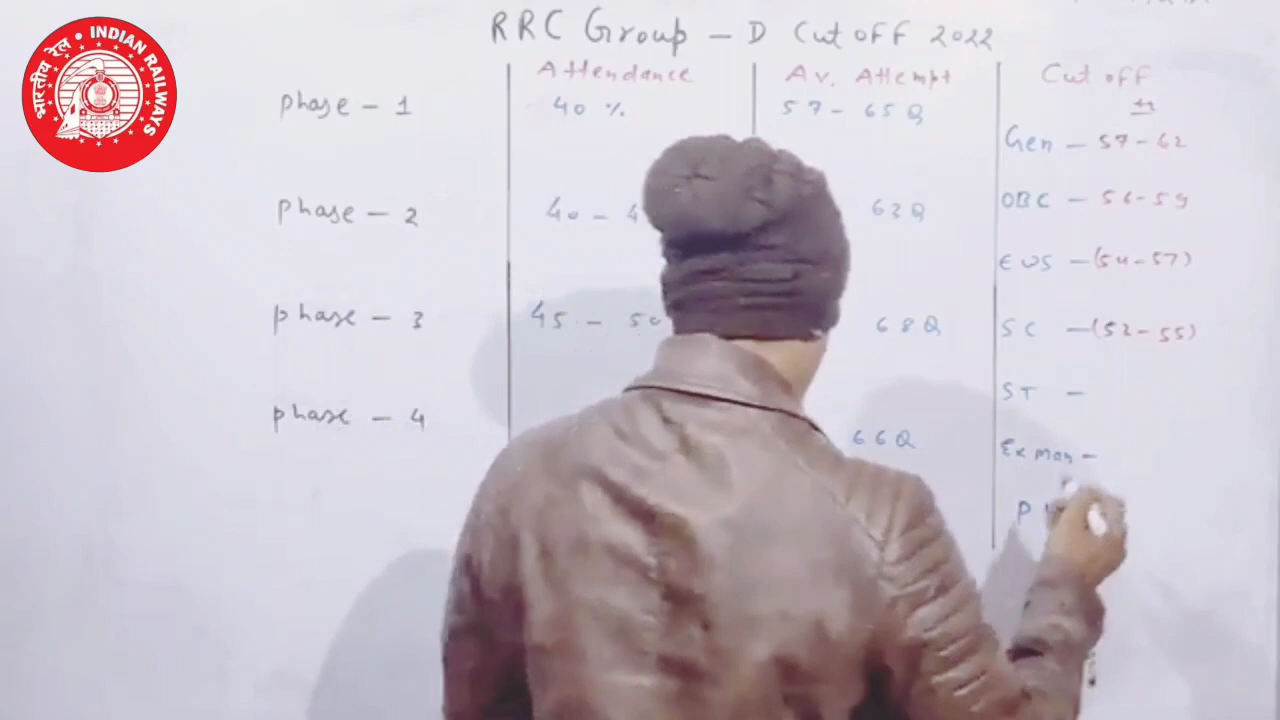 भारतीय रेल • INDIAN RAILWAYS
RRC Group - D Cut off 2022
Attendance Av. Attempt Cut off
phase - 1 40 % 57 - 65 Q
Gen - 57 - 62
phase - 2 40 - 4 62 Q
OBC - 56 - 59
EWS - (54 - 57)
phase - 3 45 - 50 68 Q
SC - (52 - 55)
ST -
phase - 4 66 Q
Ex man -
P